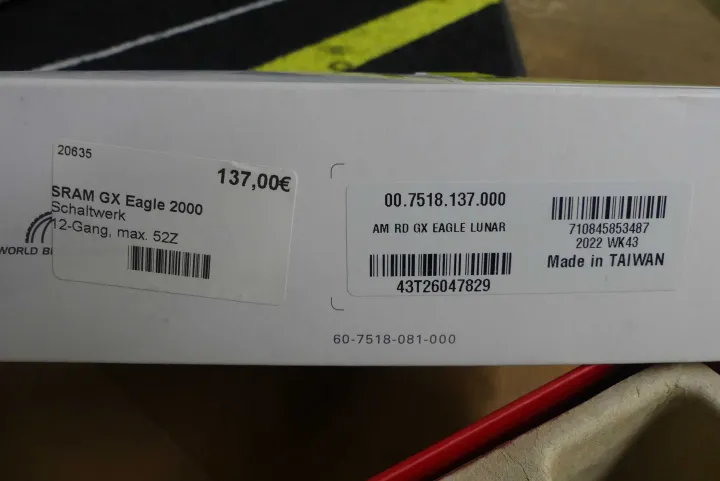 20635
137,00€
SRAM GX Eagle 2000
Schaltwerk
12-Gang, max. 52Z
WORLD
00.7518.137.000
AM RD GX EAGLE LUNAR
43T26047829
710845853487
2022 WK43
Made in TAIWAN
60-7518-081-000